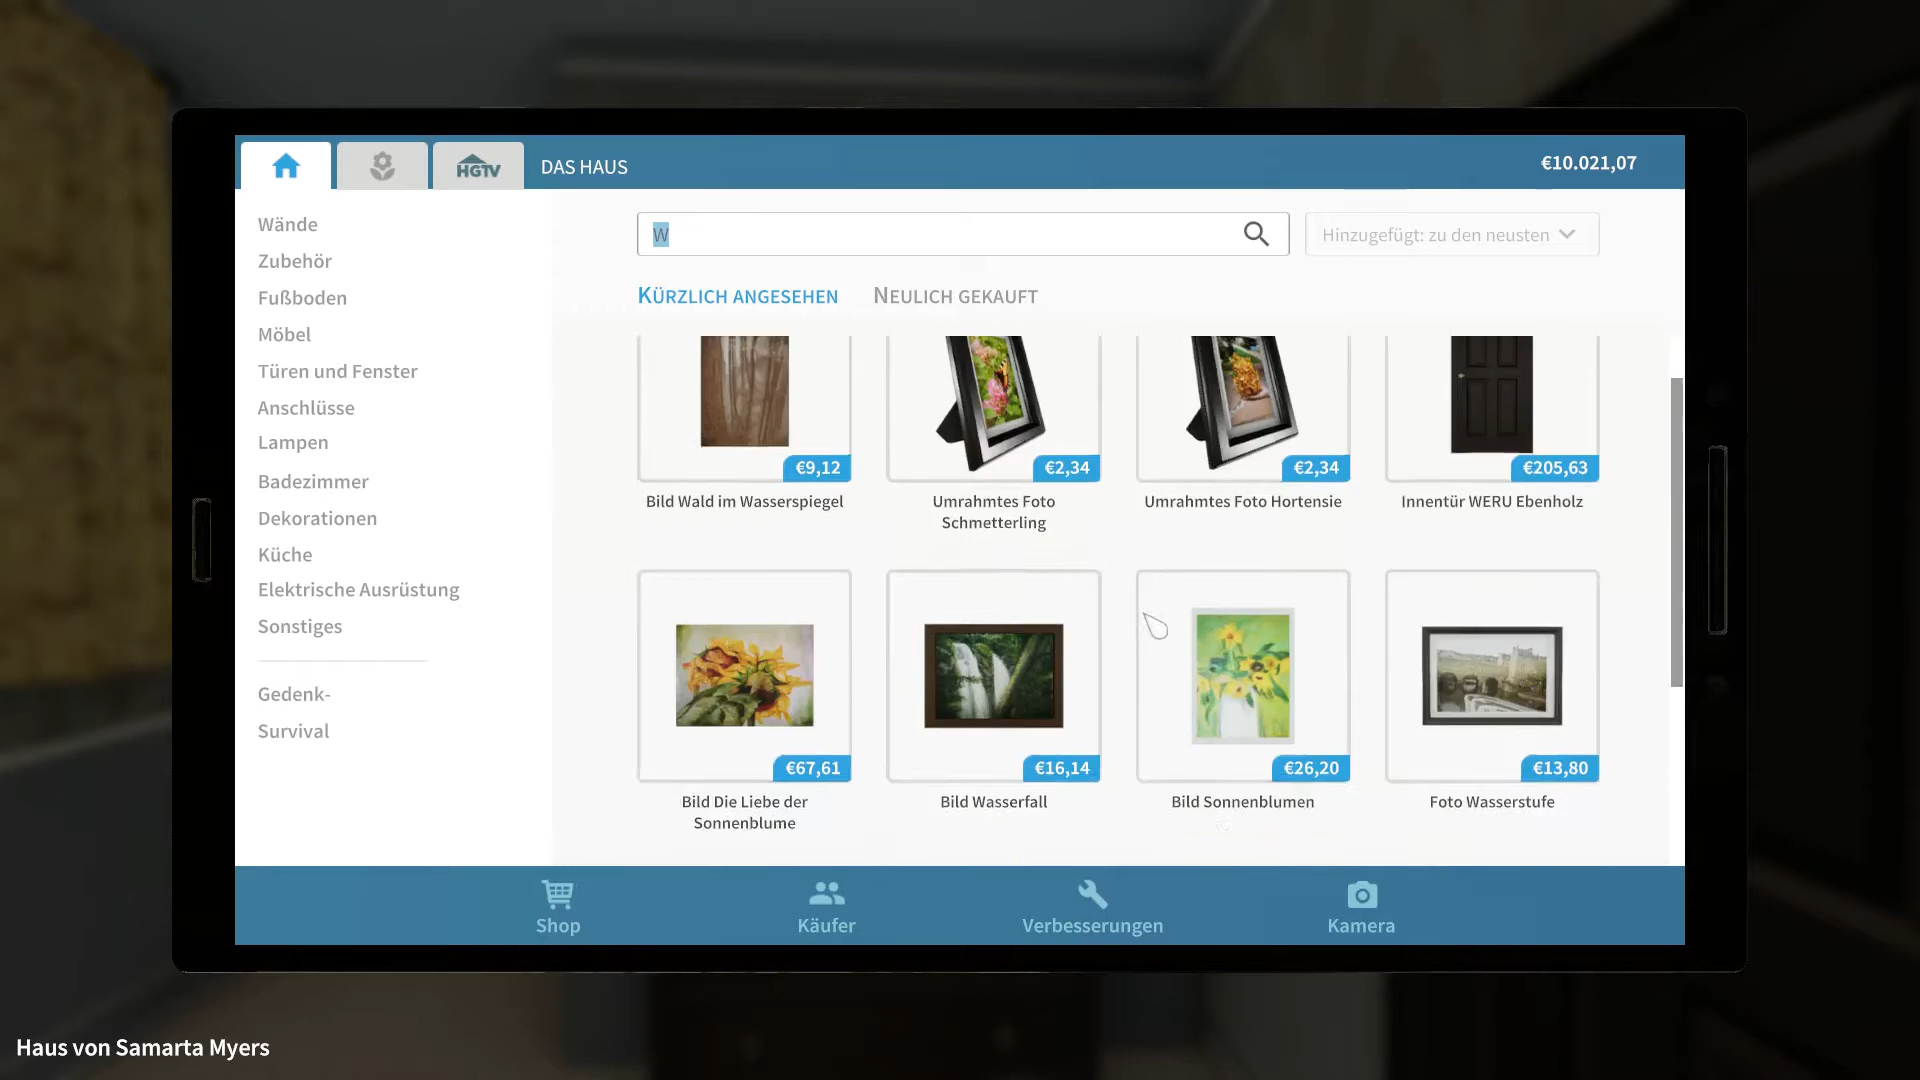 HGTV
DAS HAUS
€10.021,07
Wände
Zubehör
Fußboden
Möbel
Türen und Fenster
Anschlüsse
Lampen
Badezimmer
Dekorationen
Küche
Elektrische Ausrüstung
Sonstiges
Gedenk-
Survival
W
Hinzugefügt: zu den neusten
KÜRZLICH ANGESEHEN
NEULICH GEKAUFT
€9,12
€2,34
€2,34
€205,63
Bild Wald im Wasserspiegel
Umrahmtes Foto
Schmetterling
Umrahmtes Foto Hortensie
Innentür WERU Ebenholz
€67,61
€16,14
€26,20
€13,80
Bild Die Liebe der
Sonnenblume
Bild Wasserfall
Bild Sonnenblumen
Foto Wasserstufe
Shop
Käufer
Verbesserungen
Kamera
Haus von Samarta Myers